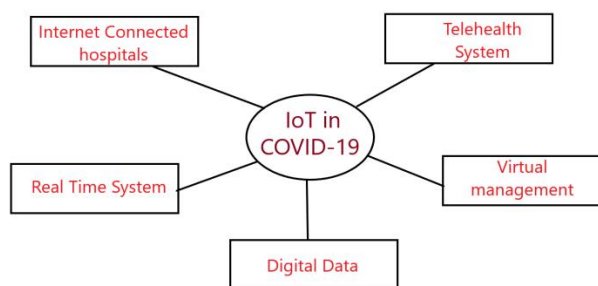 Internet Connected
hospitals
Telehealth
System
IoT in
COVID-19
Real Time System
Virtual
management
Digital Data